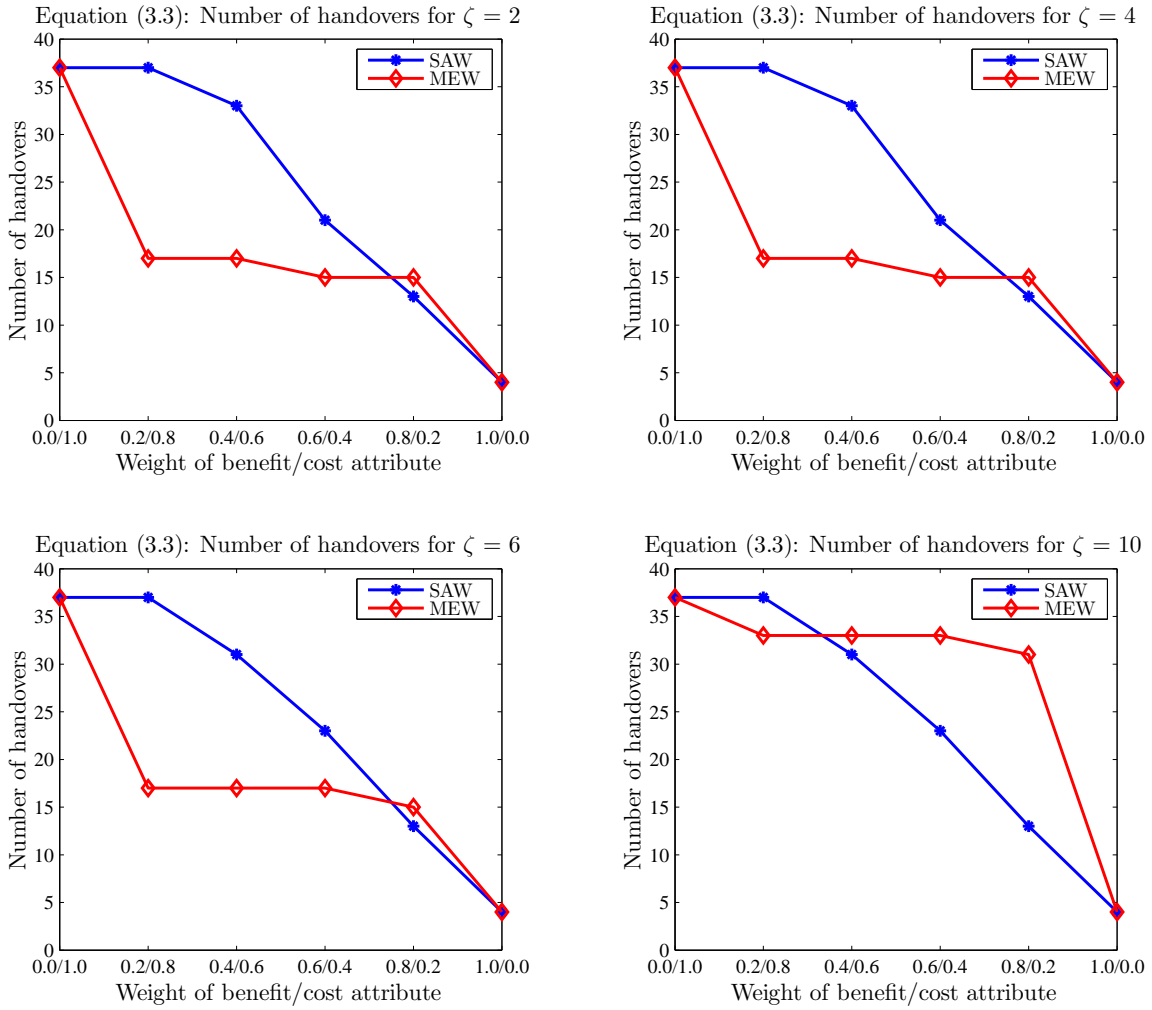 Equation (3.3): Number of handovers for ζ = 2
40
35
30
25
20
15
10
5
0
Number of handovers
SAW
MEW
0.0/1.0 0.2/0.8 0.4/0.6 0.6/0.4 0.8/0.2 1.0/0.0
Weight of benefit/cost attribute
Equation (3.3): Number of handovers for ζ = 4
40
35
30
25
20
15
10
5
0
Number of handovers
SAW
MEW
0.0/1.0 0.2/0.8 0.4/0.6 0.6/0.4 0.8/0.2 1.0/0.0
Weight of benefit/cost attribute
Equation (3.3): Number of handovers for ζ = 6
40
35
30
25
20
15
10
5
0
Number of handovers
SAW
MEW
0.0/1.0 0.2/0.8 0.4/0.6 0.6/0.4 0.8/0.2 1.0/0.0
Weight of benefit/cost attribute
Equation (3.3): Number of handovers for ζ = 10
40
35
30
25
20
15
10
5
0
Number of handovers
SAW
MEW
0.0/1.0 0.2/0.8 0.4/0.6 0.6/0.4 0.8/0.2 1.0/0.0
Weight of benefit/cost attribute